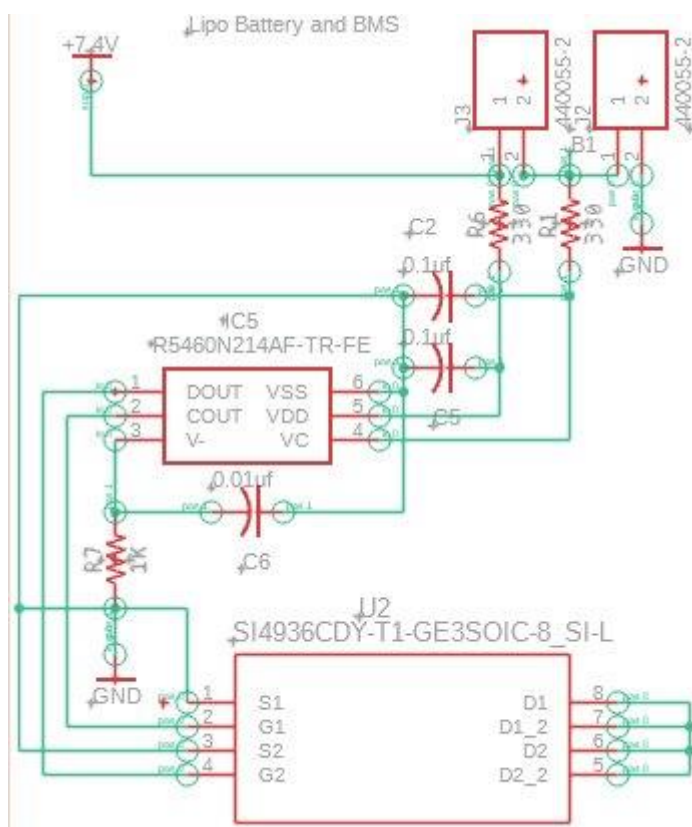 Lipo Battery and BMS
+7.4V
J3
1 2
440055-2
J2
1 2
440055-2
B1
1 2
1 2
R6
330
R1
330
GND
C2
0.1uf
IC5
R5460N214AF-TR-FE
0.1uf
C5
1 DOUT VSS 6
2 COUT VDD 5
3 V- VC 4
0.01uf
C6
R7
1K
GND
U2
SI4936CDY-T1-GE3SOIC-8_SI-L
1 S1 D1 8
2 G1 D1_2 7
3 S2 D2 6
4 G2 D2_2 5